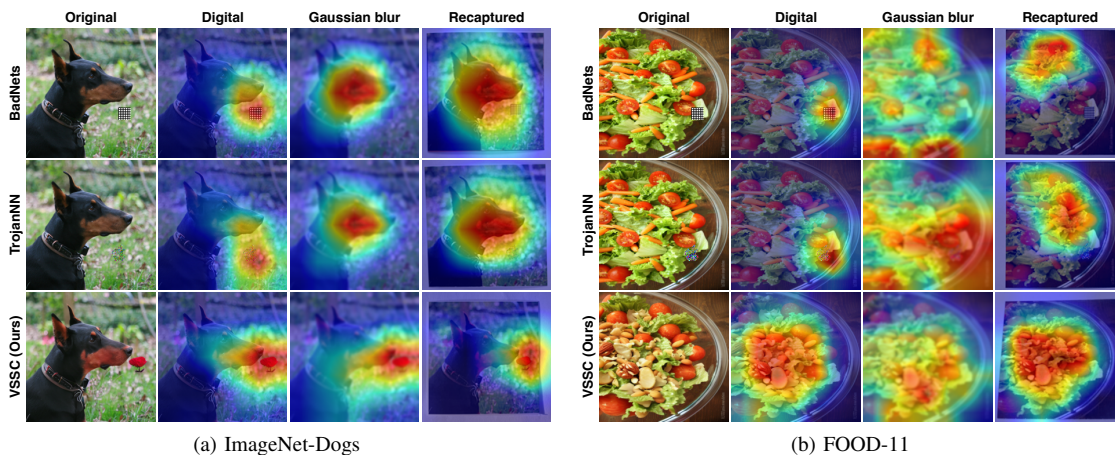 Original Digital Gaussian blur Recaptured
BadNets
TrojanNN
VSSC (Ours)
(a) ImageNet-Dogs
Original Digital Gaussian blur Recaptured
BadNets
TrojanNN
VSSC (Ours)
(b) FOOD-11